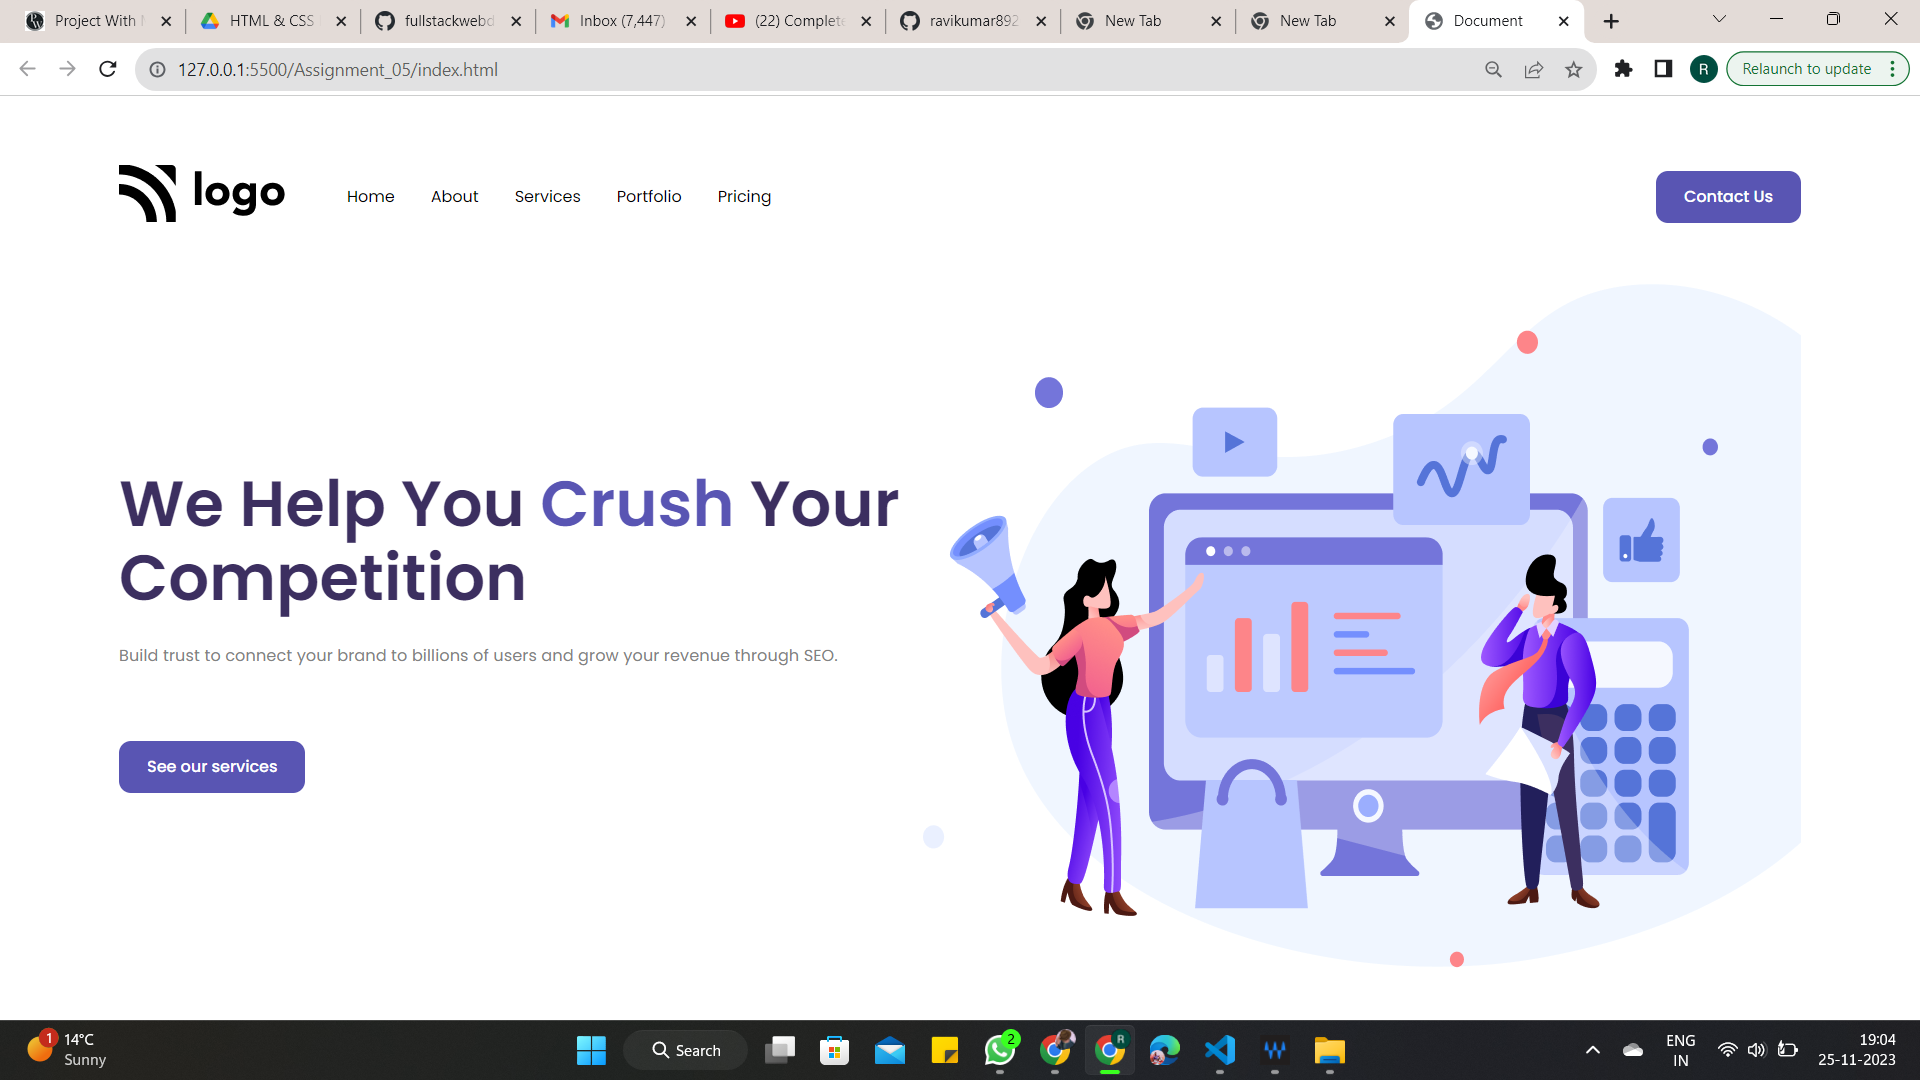 Project With
HTML & CSS
fullstackwebd
Inbox (7,447)
(22) Complete
ravikumar892
New Tab
New Tab
Document
127.0.0.1:5500/Assignment_05/index.html
R
Relaunch to update
logo
Home
About
Services
Portfolio
Pricing
Contact Us
We Help You Crush Your
Competition
Build trust to connect your brand to billions of users and grow your revenue through SEO.
See our services
1
14°C
Sunny
Search
2
R
ENG
IN
19:04
25-11-2023